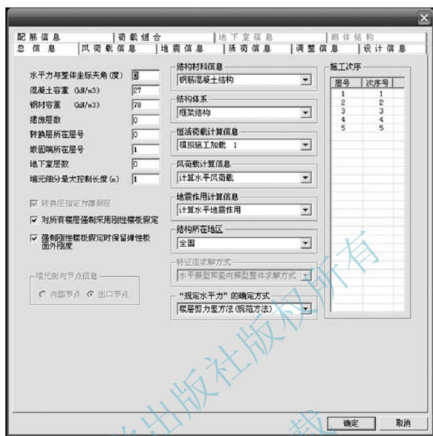 配筋信息 荷载组合 地下室信息 砌体结构
总信息 风荷载信息 地震信息 活荷信息 调整信息 设计信息
水平力与整体坐标夹角(度)
混凝土容重 (kN/m3) 27
钢材容重 (kN/m3) 78
裙房层数 0
转换层所在层号 0
嵌固端所在层号 1
地下室层数 0
墙元细分最大控制长度(m) 1
转换层指定为薄弱层
对所有楼层强制采用刚性楼板假定
强制刚性楼板假定时保留弹性板面外刚度
墙元侧向节点信息
内部节点 出口节点
结构材料信息
钢筋混凝土结构
结构体系
框架结构
恒活荷载计算信息
模拟施工加载 1
风荷载计算信息
计算水平风荷载
地震作用计算信息
计算水平地震作用
结构所在地区
全国
特征值求解方式
水平振型和竖向振型整体求解方式
“规定水平力”的确定方式
楼层剪力差方法(规范方法)
施工次序
层号 次序号
1 1
2 2
3 3
4 4
5 5
确定 取消
出版社版权所有